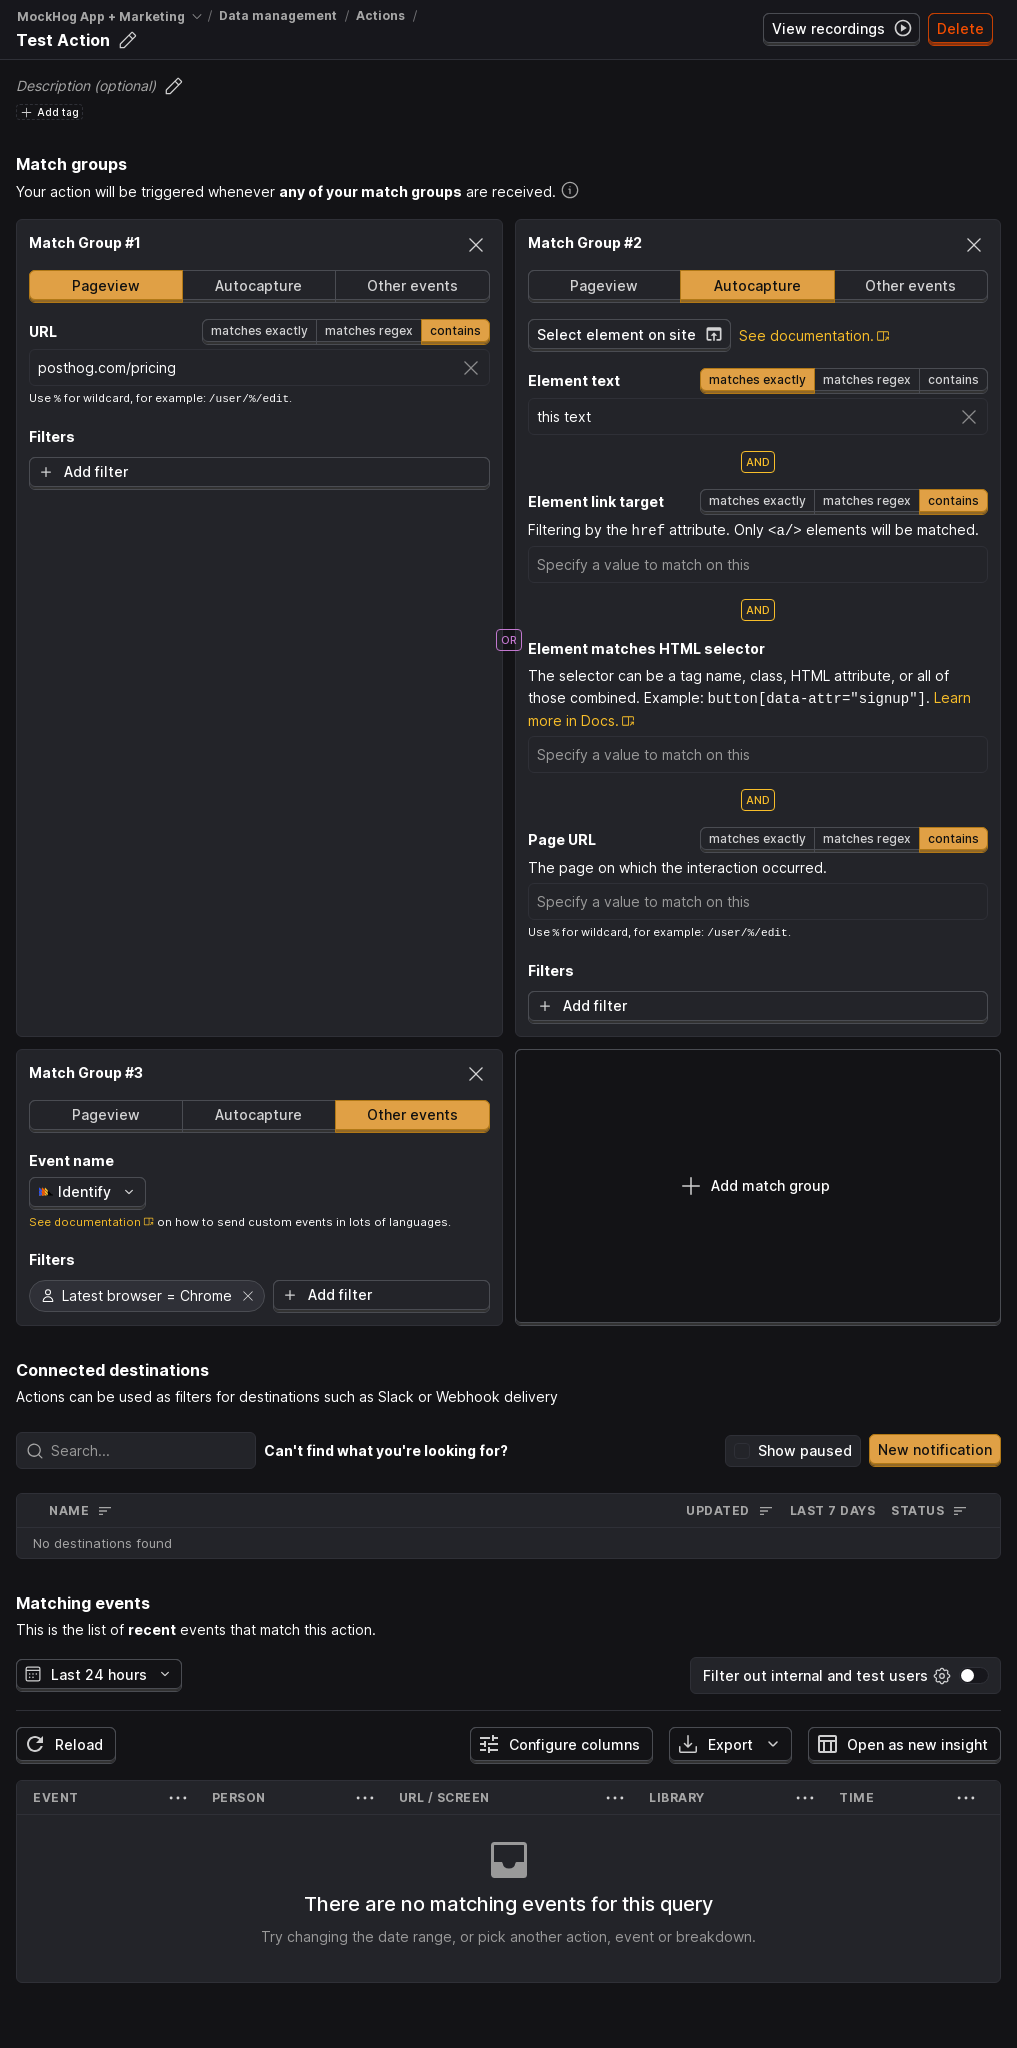 MockHog App + Marketing / Data management / Actions /
Test Action
View recordings
Delete
Description (optional)
Add tag
Match groups
Your action will be triggered whenever any of your match groups are received.
Match Group #1
Pageview Autocapture Other events
URL
matches exactly matches regex contains
posthog.com/pricing
Use % for wildcard, for example: /user/%/edit.
Filters
Add filter
OR
Match Group #2
Pageview Autocapture Other events
Select element on site See documentation.
Element text
matches exactly matches regex contains
this text
AND
Element link target
matches exactly matches regex contains
Filtering by the href attribute. Only <a/> elements will be matched.
Specify a value to match on this
AND
Element matches HTML selector
The selector can be a tag name, class, HTML attribute, or all of
those combined. Example: button[data-attr="signup"]. Learn
more in Docs.
Specify a value to match on this
AND
Page URL
matches exactly matches regex contains
The page on which the interaction occurred.
Specify a value to match on this
Use % for wildcard, for example: /user/%/edit.
Filters
Add filter
Match Group #3
Pageview Autocapture Other events
Event name
Identify
See documentation on how to send custom events in lots of languages.
Filters
Latest browser = Chrome
Add filter
Add match group
Connected destinations
Actions can be used as filters for destinations such as Slack or Webhook delivery
Search...
Can't find what you're looking for?
Show paused
New notification
NAME UPDATED LAST 7 DAYS STATUS
No destinations found
Matching events
This is the list of recent events that match this action.
Last 24 hours
Filter out internal and test users
Reload
Configure columns
Export
Open as new insight
EVENT PERSON URL / SCREEN LIBRARY TIME
There are no matching events for this query
Try changing the date range, or pick another action, event or breakdown.